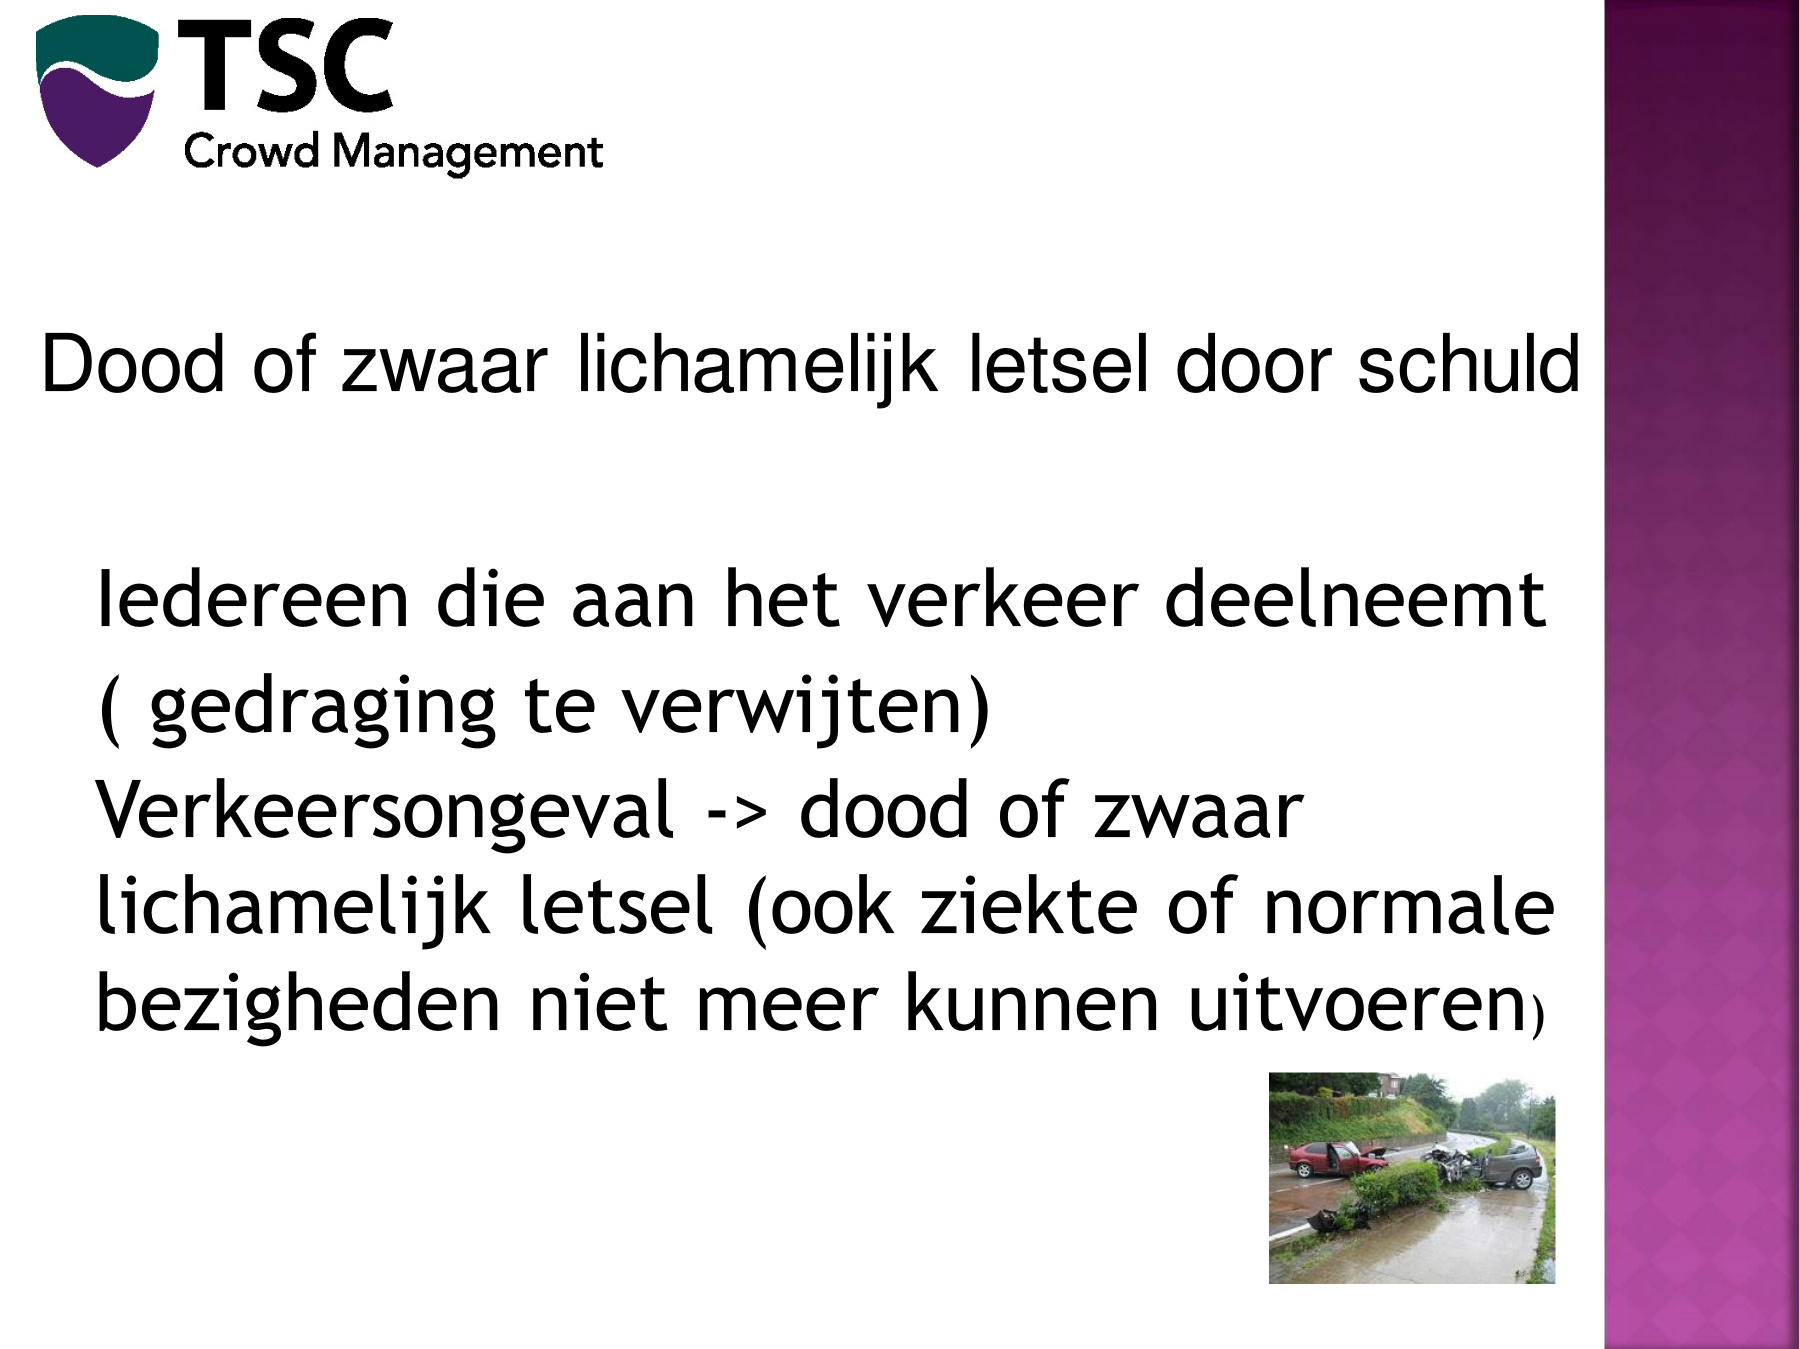 TSC
Crowd Management
Dood of zwaar lichamelijk letsel door schuld
Iedereen die aan het verkeer deelneemt
( gedraging te verwijten)
Verkeersongeval -> dood of zwaar
lichamelijk letsel (ook ziekte of normale
bezigheden niet meer kunnen uitvoeren)